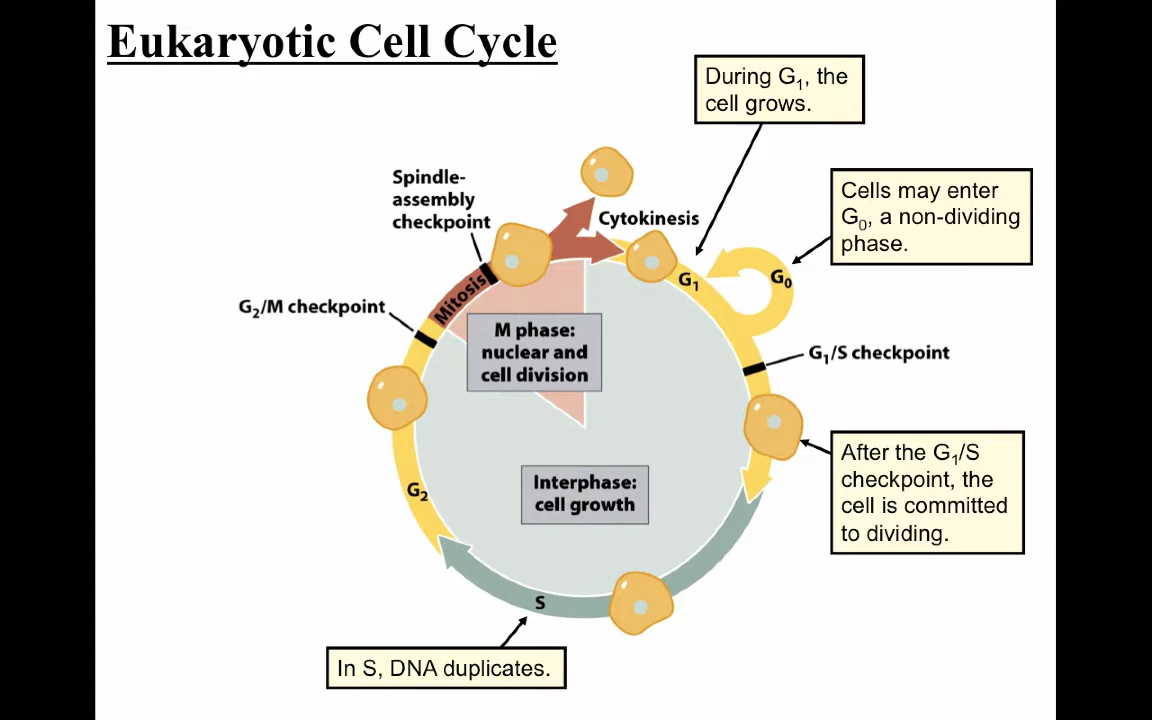 Eukaryotic Cell Cycle
During G₁, the
cell grows.
Spindle-
assembly
checkpoint
Cytokinesis
Cells may enter
G₀, a non-dividing
phase.
G₁
G₀
Mitosis
G₂/M checkpoint
M phase:
nuclear and
cell division
G₁/S checkpoint
After the G₁/S
checkpoint, the
cell is committed
to dividing.
Interphase:
cell growth
G₂
S
In S, DNA duplicates.